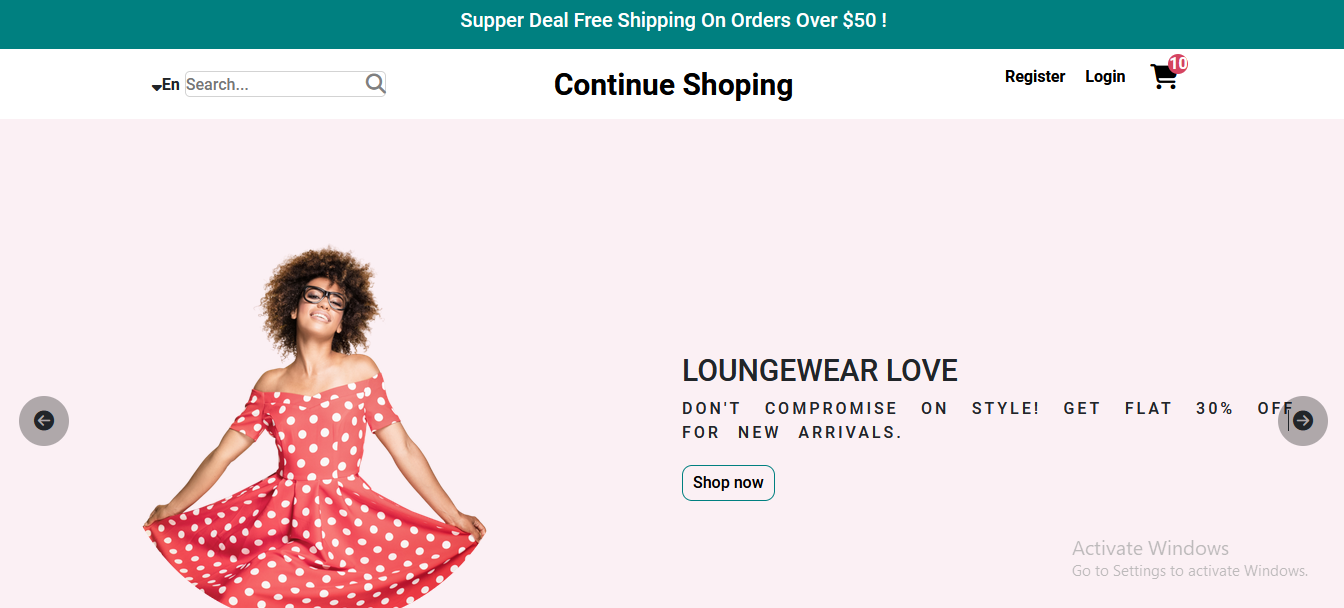 Supper Deal Free Shipping On Orders Over $50 !
En
Search...
Continue Shoping
Register
Login
10
LOUNGEWEAR LOVE
DON'T COMPROMISE ON STYLE! GET FLAT 30% OFF
FOR NEW ARRIVALS.
Shop now
Activate Windows
Go to Settings to activate Windows.